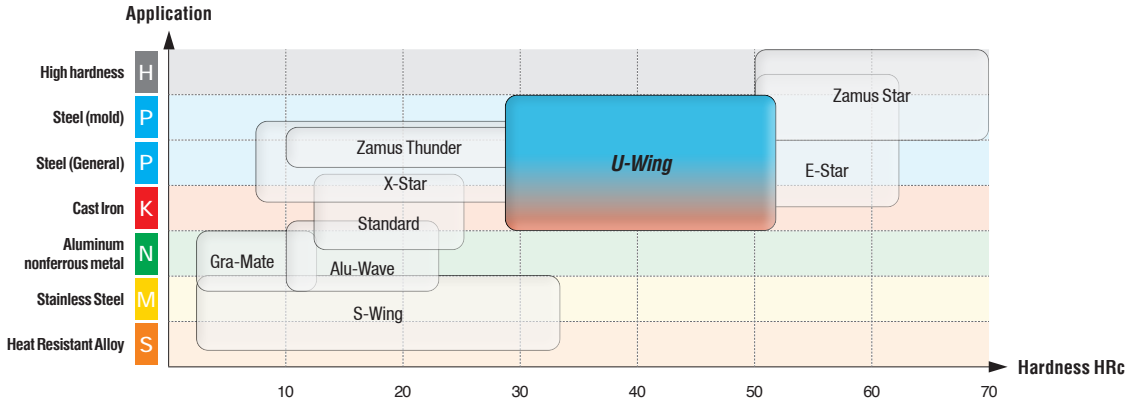 Application
High hardness H
Zamus Star
Steel (mold) P
Zamus Thunder
Steel (General) P
U-Wing
E-Star
X-Star
Cast Iron K
Standard
Aluminum
nonferrous metal N
Gra-Mate
Alu-Wave
Stainless Steel M
S-Wing
Heat Resistant Alloy S
Hardness HRc
10 20 30 40 50 60 70